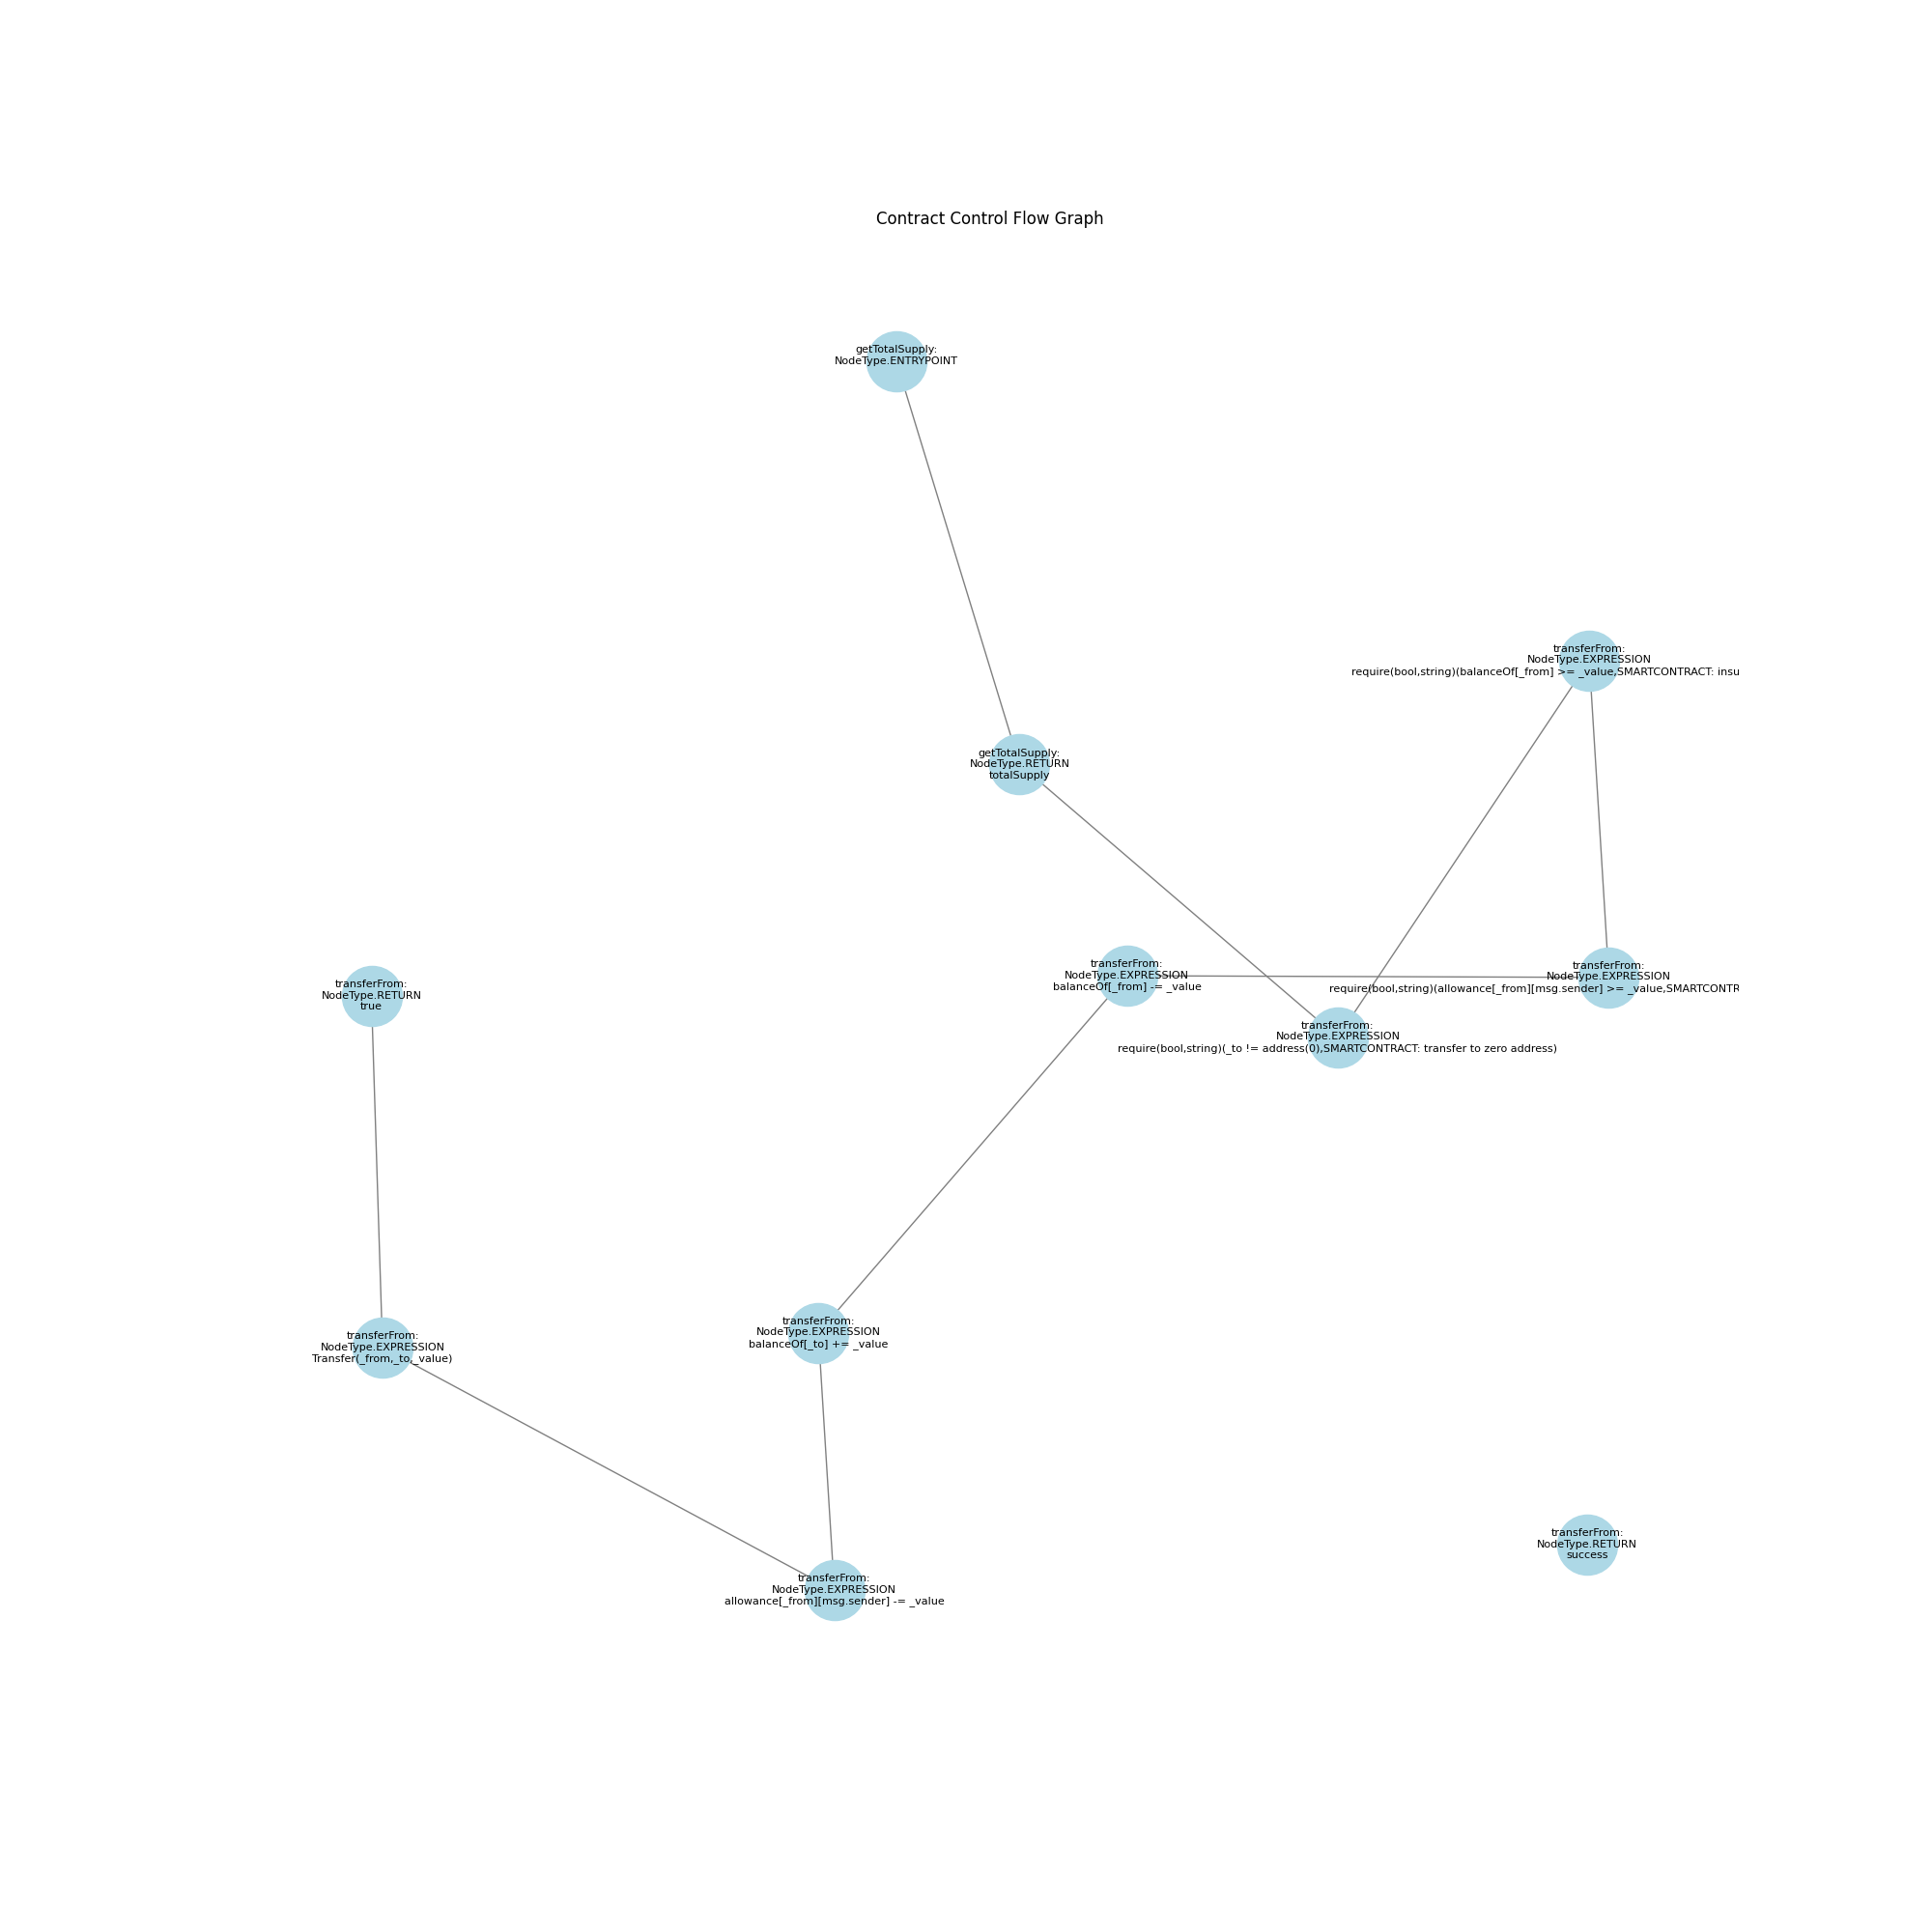 Contract Control Flow Graph
getTotalSupply:
NodeType.ENTRYPOINT
transferFrom:
NodeType.EXPRESSION
require(bool,string)(balanceOf[_from] >= _value,SMARTCONTRACT: insu
getTotalSupply:
NodeType.RETURN
totalSupply
transferFrom:
NodeType.EXPRESSION
balanceOf[_from] -= _value
transferFrom:
NodeType.EXPRESSION
require(bool,string)(allowance[_from][msg.sender] >= _value,SMARTCONTR
transferFrom:
NodeType.RETURN
true
transferFrom:
NodeType.EXPRESSION
require(bool,string)(_to != address(0),SMARTCONTRACT: transfer to zero address)
transferFrom:
NodeType.EXPRESSION
balanceOf[_to] += _value
transferFrom:
NodeType.EXPRESSION
Transfer(_from,_to,_value)
transferFrom:
NodeType.RETURN
success
transferFrom:
NodeType.EXPRESSION
allowance[_from][msg.sender] -= _value